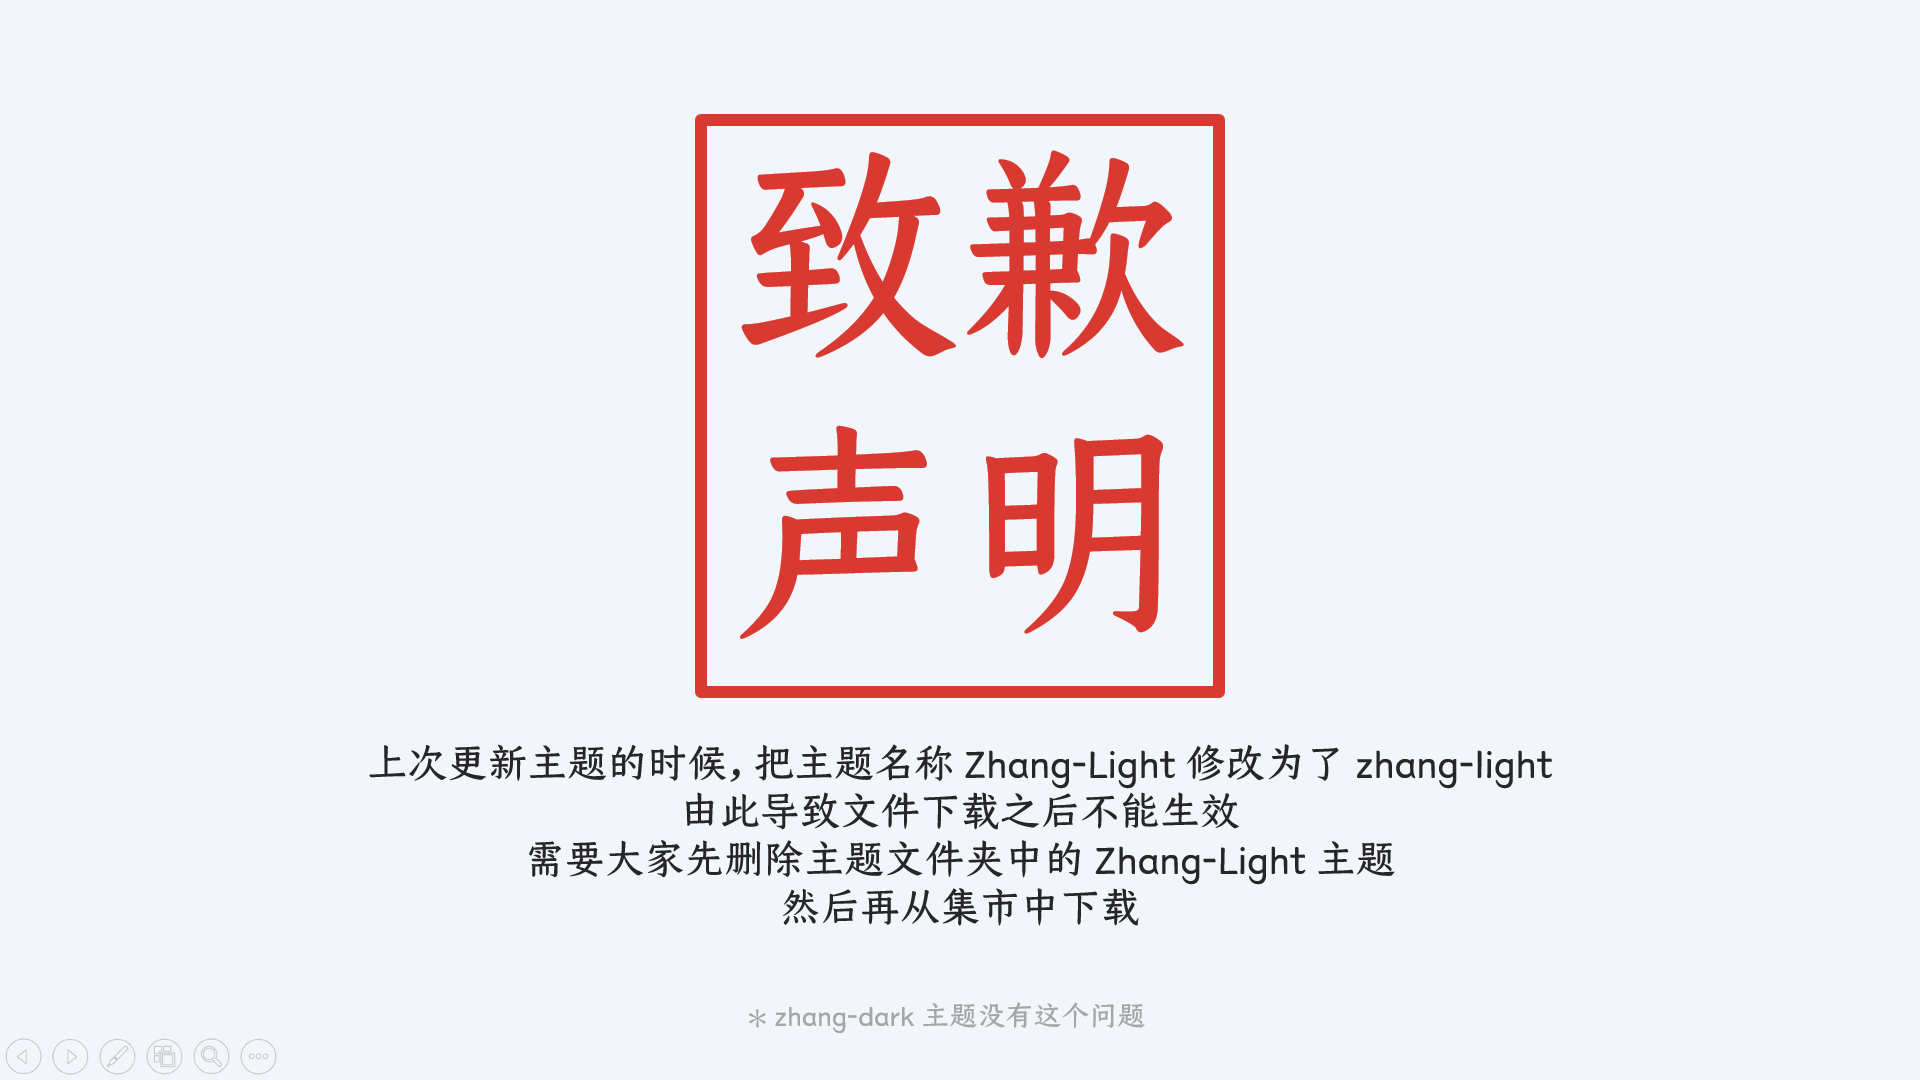 致歉
声明
上次更新主题的时候，把主题名称 Zhang-Light 修改为了 zhang-light
由此导致文件下载之后不能生效
需要大家先删除主题文件夹中的 Zhang-Light 主题
然后再从集市中下载
＊ zhang-dark 主题没有这个问题